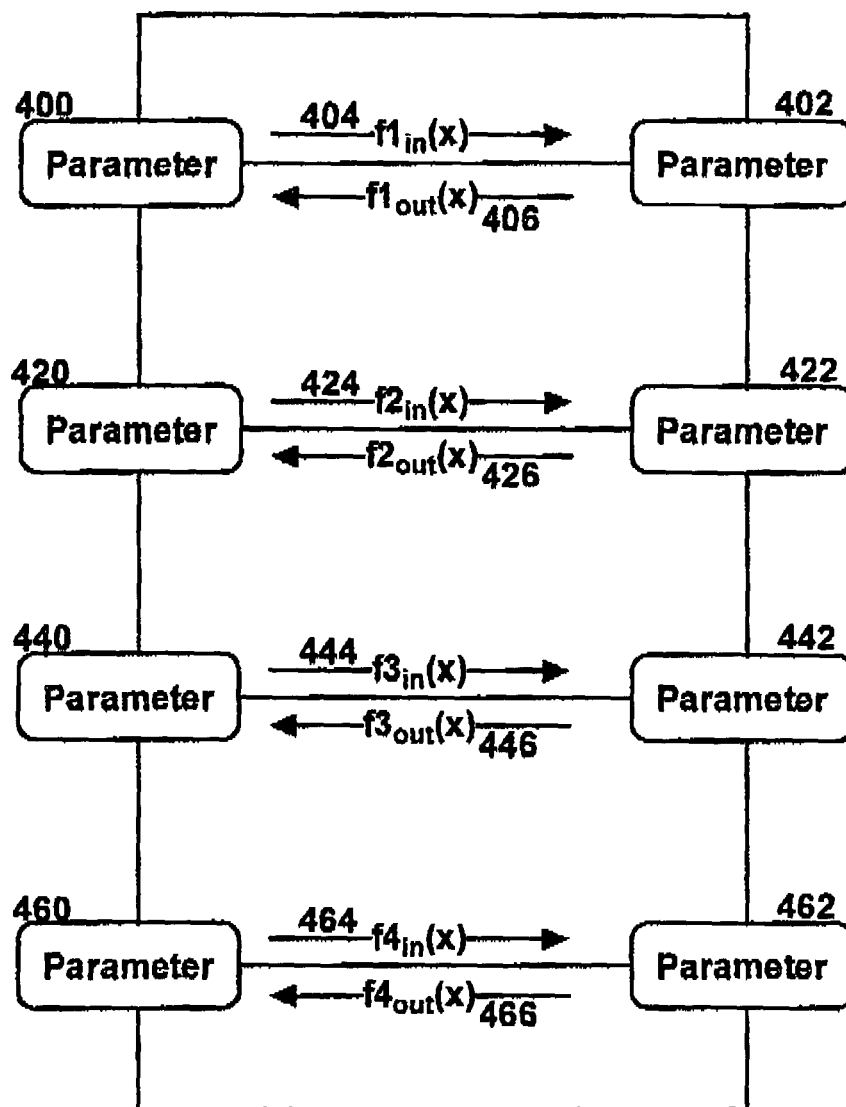 400 402
404 f1in(x)
Parameter Parameter
f1out(x) 406
420 422
424 f2in(x)
Parameter Parameter
f2out(x) 426
440 442
444 f3in(x)
Parameter Parameter
f3out(x) 446
460 462
464 f4in(x)
Parameter Parameter
f4out(x) 466